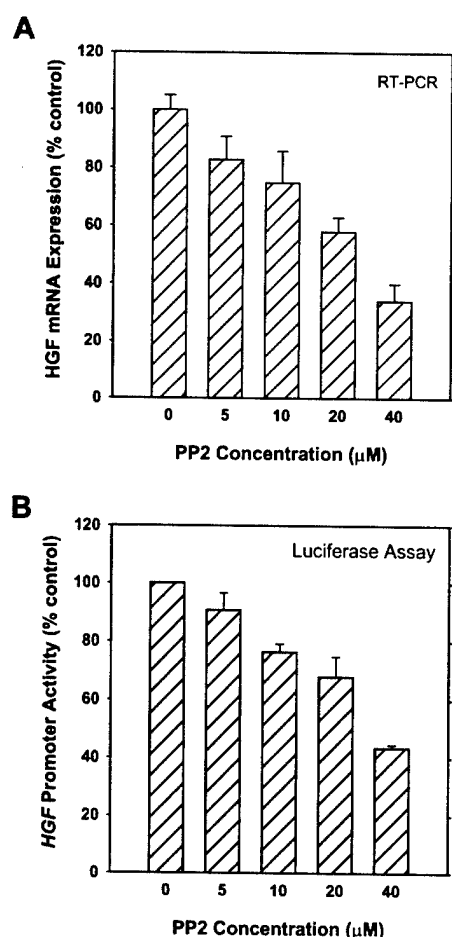 A
RT-PCR
HGF mRNA Expression (% control)
120
100
80
60
40
20
0
0 5 10 20 40
PP2 Concentration (μM)
B
Luciferase Assay
HGF Promoter Activity (% control)
120
100
80
60
40
20
0
0 5 10 20 40
PP2 Concentration (μM)